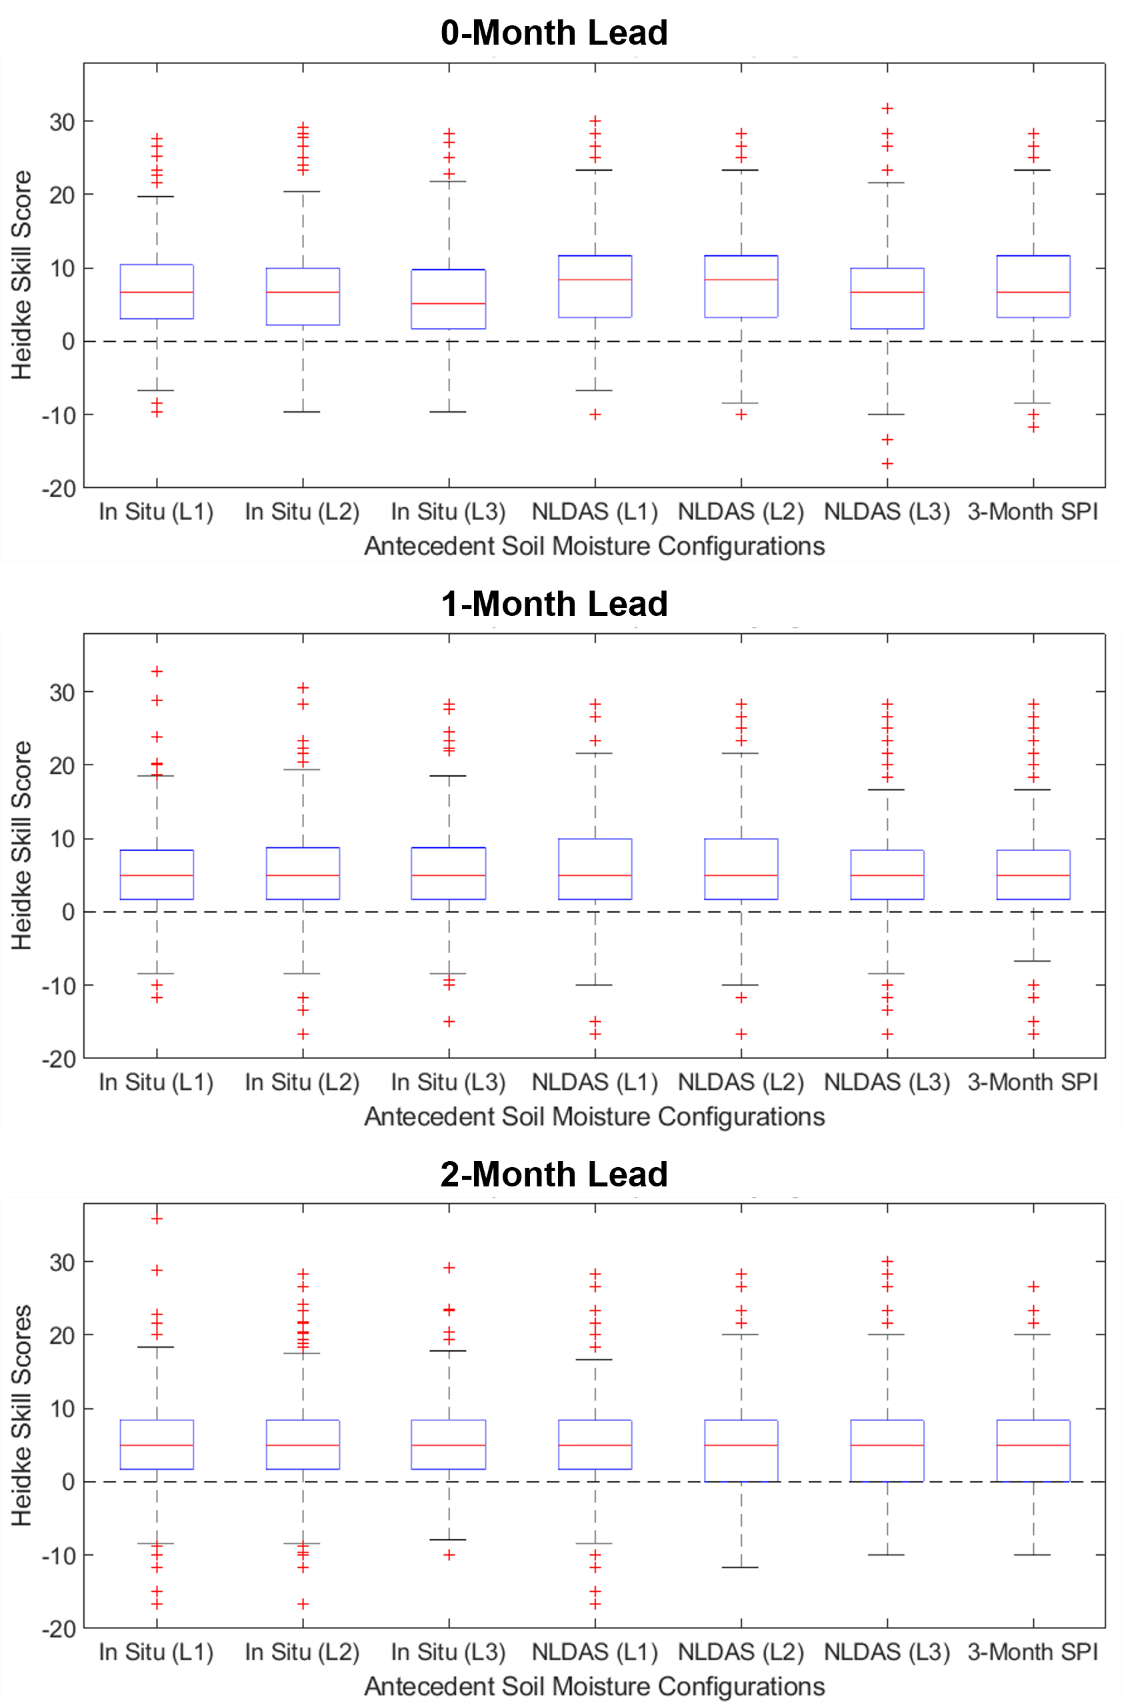 0-Month Lead
Heidke Skill Score
30
20
10
0
-10
-20
In Situ (L1) In Situ (L2) In Situ (L3) NLDAS (L1) NLDAS (L2) NLDAS (L3) 3-Month SPI
Antecedent Soil Moisture Configurations
1-Month Lead
Heidke Skill Score
30
20
10
0
-10
-20
In Situ (L1) In Situ (L2) In Situ (L3) NLDAS (L1) NLDAS (L2) NLDAS (L3) 3-Month SPI
Antecedent Soil Moisture Configurations
2-Month Lead
Heidke Skill Scores
30
20
10
0
-10
-20
In Situ (L1) In Situ (L2) In Situ (L3) NLDAS (L1) NLDAS (L2) NLDAS (L3) 3-Month SPI
Antecedent Soil Moisture Configurations